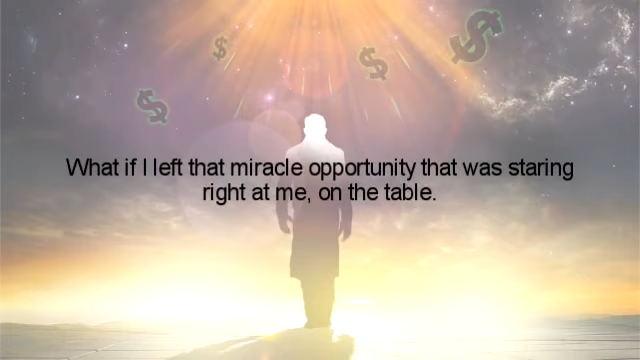 What if I left that miracle opportunity that was staring
right at me, on the table.